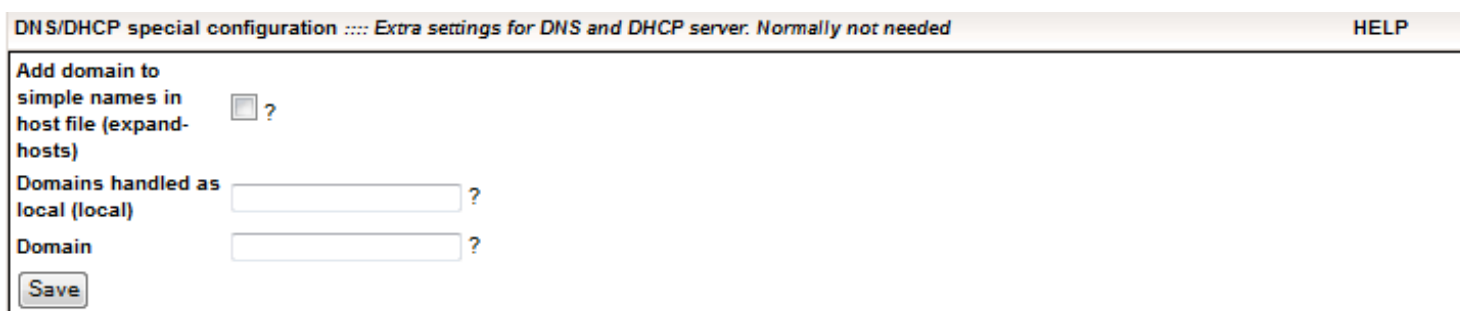 DNS/DHCP special configuration :::: Extra settings for DNS and DHCP server. Normally not needed HELP
Add domain to
simple names in
host file (expand-
hosts)
?
Domains handled as
local (local)
?
Domain ?
Save